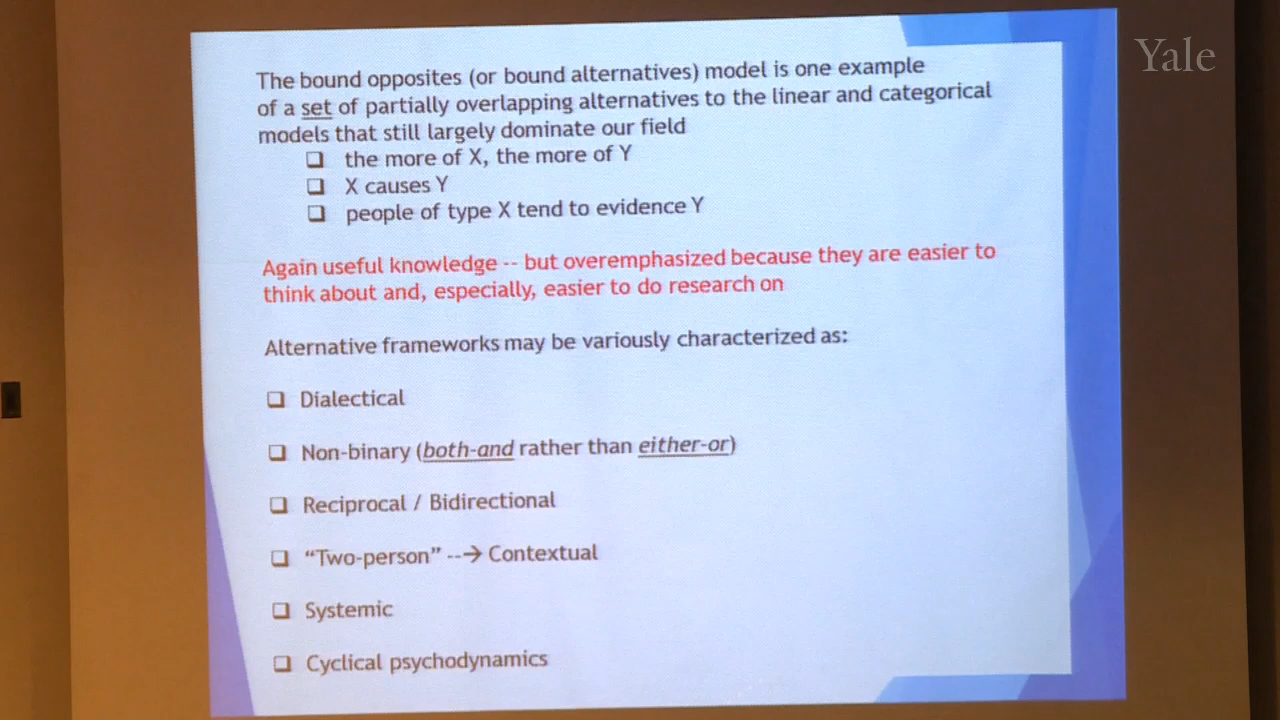 Yale
The bound opposites (or bound alternatives) model is one example
of a set of partially overlapping alternatives to the linear and categorical
models that still largely dominate our field
❑ the more of X, the more of Y
❑ X causes Y
❑ people of type X tend to evidence Y
Again useful knowledge -- but overemphasized because they are easier to
think about and, especially, easier to do research on
Alternative frameworks may be variously characterized as:
❑ Dialectical
❑ Non-binary (both-and rather than either-or)
❑ Reciprocal / Bidirectional
❑ “Two-person” --→ Contextual
❑ Systemic
❑ Cyclical psychodynamics